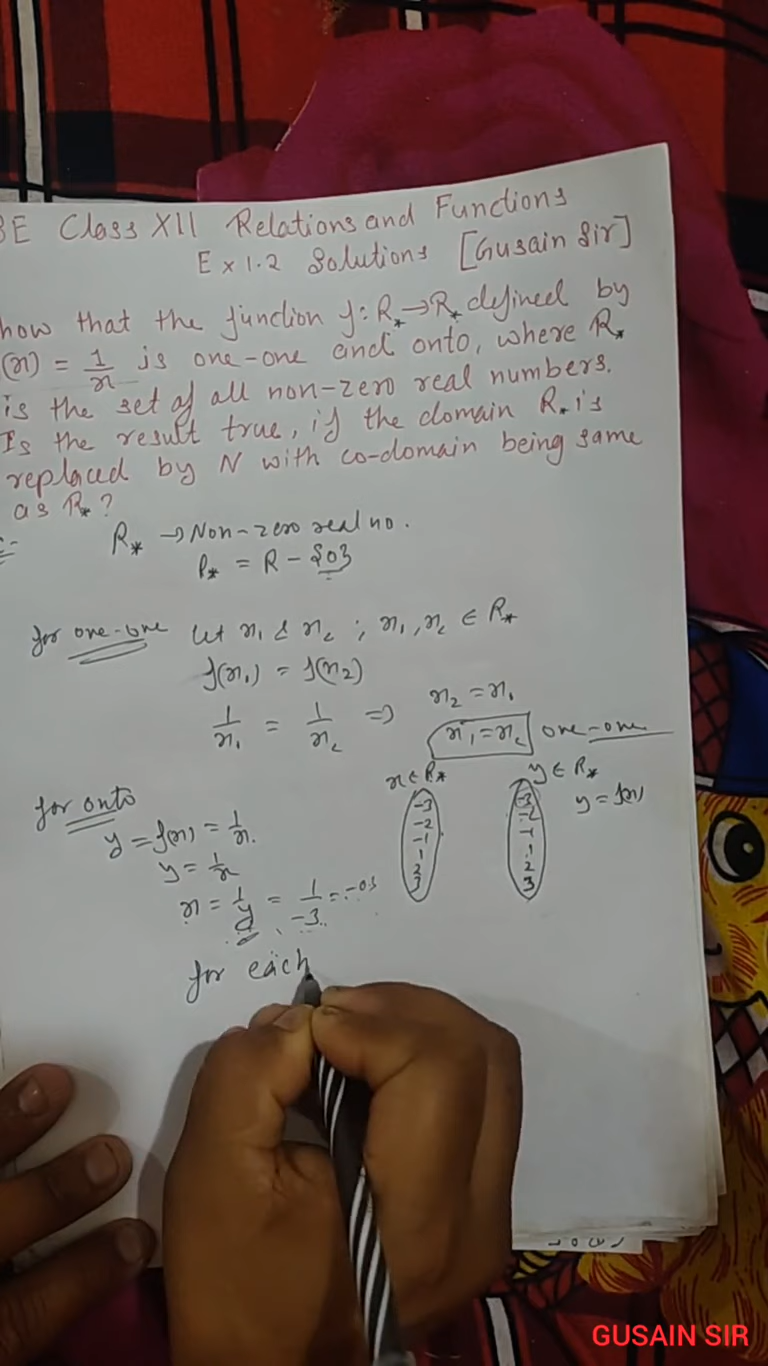 BE Class XII Relations and Functions
Ex 1.2 Solutions [Gusain Sir]
how that the function f: R* → R* defined by
(x) = 1/x is one-one and onto, where R*
is the set of all non-zero real numbers.
Is the result true, if the domain R* is
replaced by N with co-domain being same
as R*?
R* → Non-zero real no.
R* = R - {0}
for one-one let x₁ & x₂ ; x₁, x₂ ∈ R*
f(x₁) = f(x₂)
1/x₁ = 1/x₂ => x₂ = x₁
x₁ = x₂ one-one
for onto
y = f(x) = 1/x.
y = 1/x
x = 1/y = 1/-3 =
x ∈ R*
-3
-2
-1
1
2
3
y ∈ R*
-3
-2
-1
1
2
3
y = f(x)
for each
GUSAIN SIR